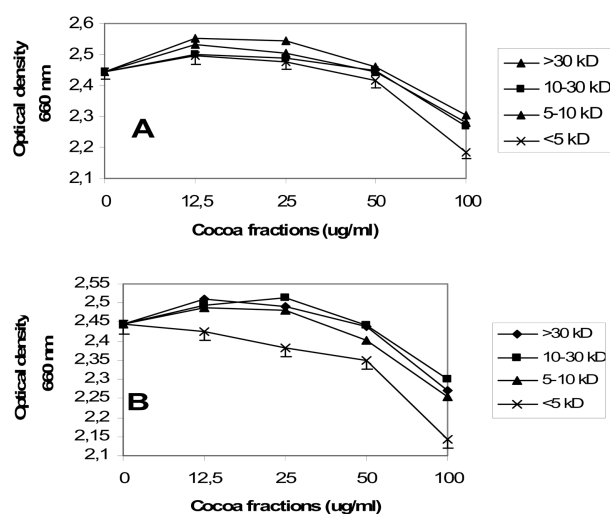 2,6
2,5
2,4
2,3
2,2
2,1
Optical density
660 nm
A
0
12,5
25
50
100
Cocoa fractions (ug/ml)
>30 kD
10-30 kD
5-10 kD
<5 kD
2,55
2,5
2,45
2,4
2,35
2,3
2,25
2,2
2,15
2,1
Optical density
660 nm
B
0
12,5
25
50
100
Cocoa fractions (ug/ml)
>30 kD
10-30 kD
5-10 kD
<5 kD